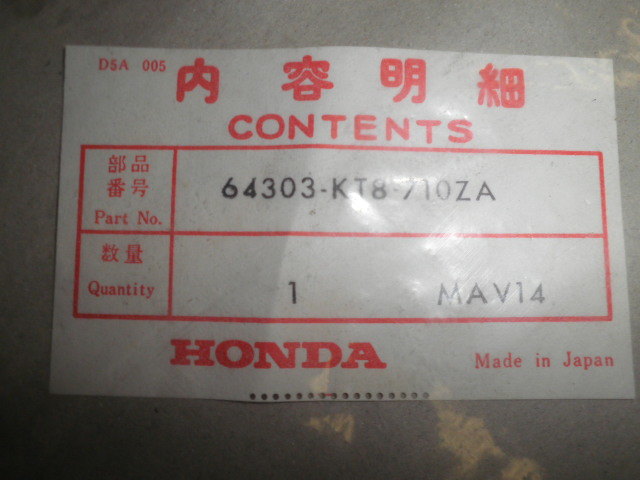 D5A 005
内容明細
CONTENTS
部品
番号
Part No.
64303-KT8-710ZA
数量
Quantity
1 MAV14
HONDA
Made in Japan